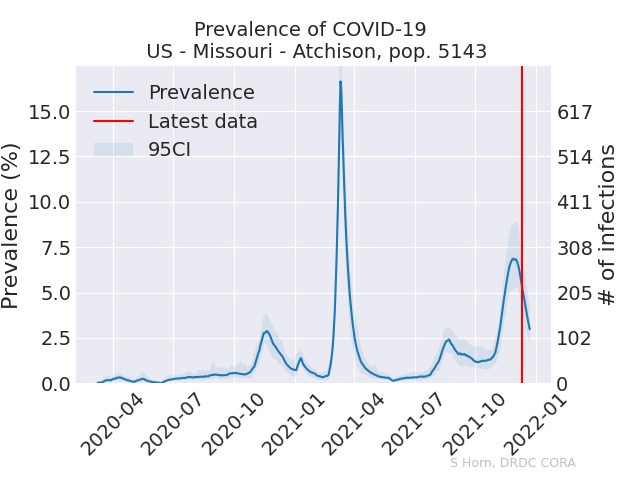 Prevalence of COVID-19
US - Missouri - Atchison, pop. 5143
Prevalence
Latest data
95CI
Prevalence (%)
15.0
12.5
10.0
7.5
5.0
2.5
0.0
617
514
411
308
205
102
0
# of infections
2020-04
2020-07
2020-10
2021-01
2021-04
2021-07
2021-10
2022-01
S Horn, DRDC CORA